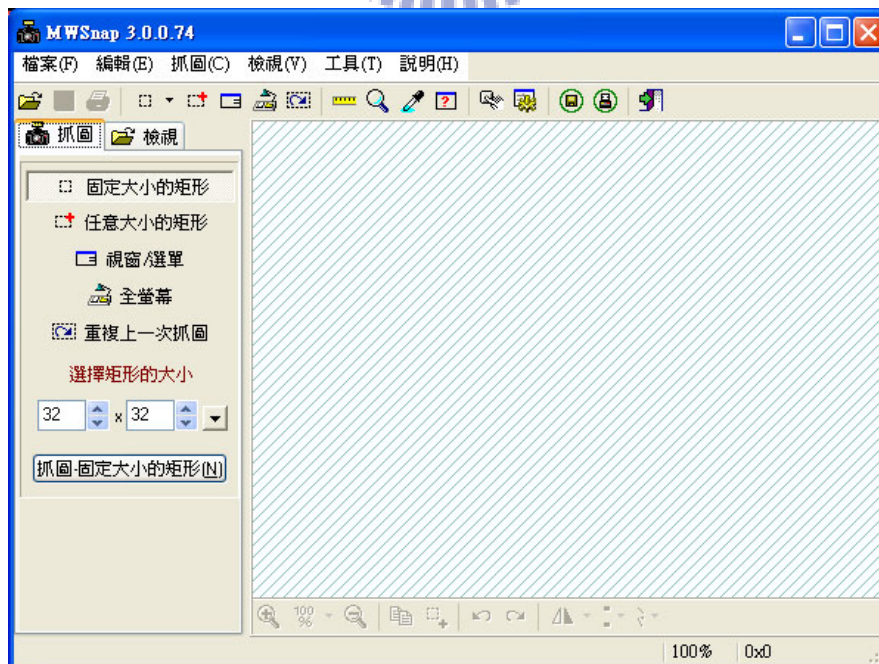 MWSnap 3.0.0.74
檔案(F) 編輯(E) 抓圖(C) 檢視(V) 工具(T) 說明(H)
抓圖 檢視
固定大小的矩形
任意大小的矩形
視窗/選單
全螢幕
重複上一次抓圖
選擇矩形的大小
32 x 32
抓圖-固定大小的矩形(N)
100%
100% 0x0